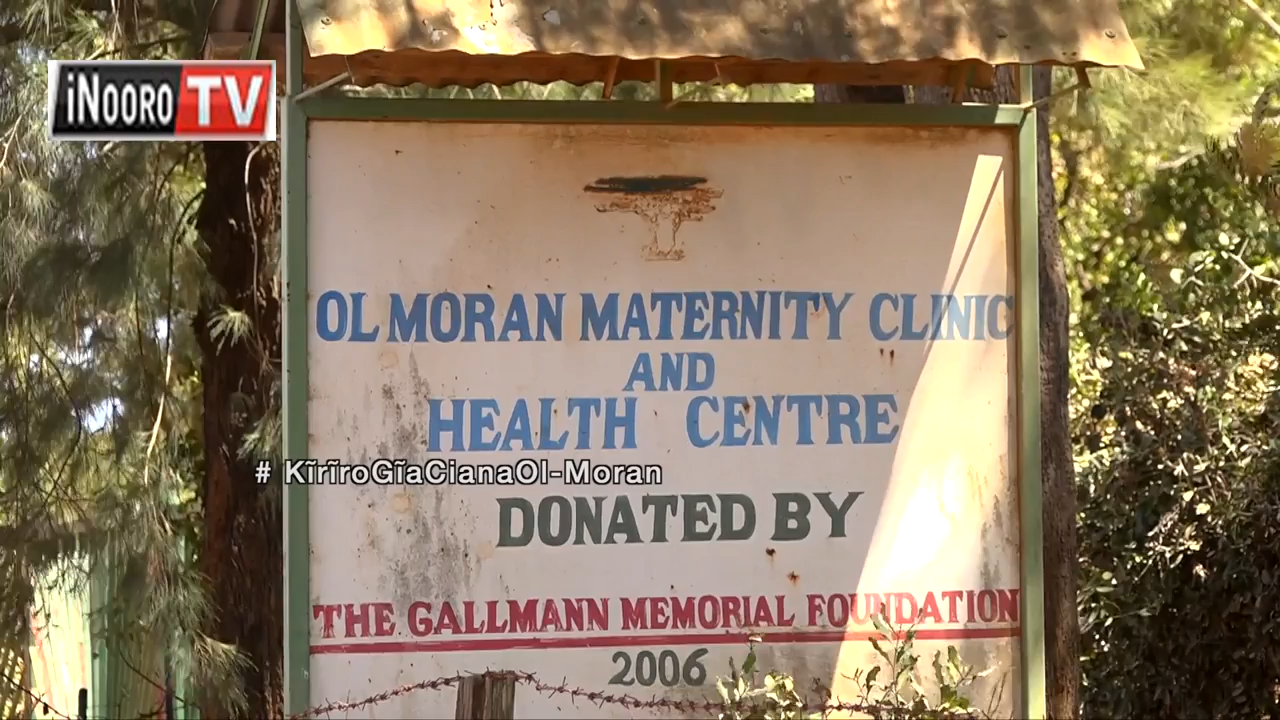 iNOORO TV
OL MORAN MATERNITY CLINIC
AND
HEALTH CENTRE
# KĩrĩroGĩaCianaOl-Moran
DONATED BY
THE GALLMANN MEMORIAL FOUNDATION
2006